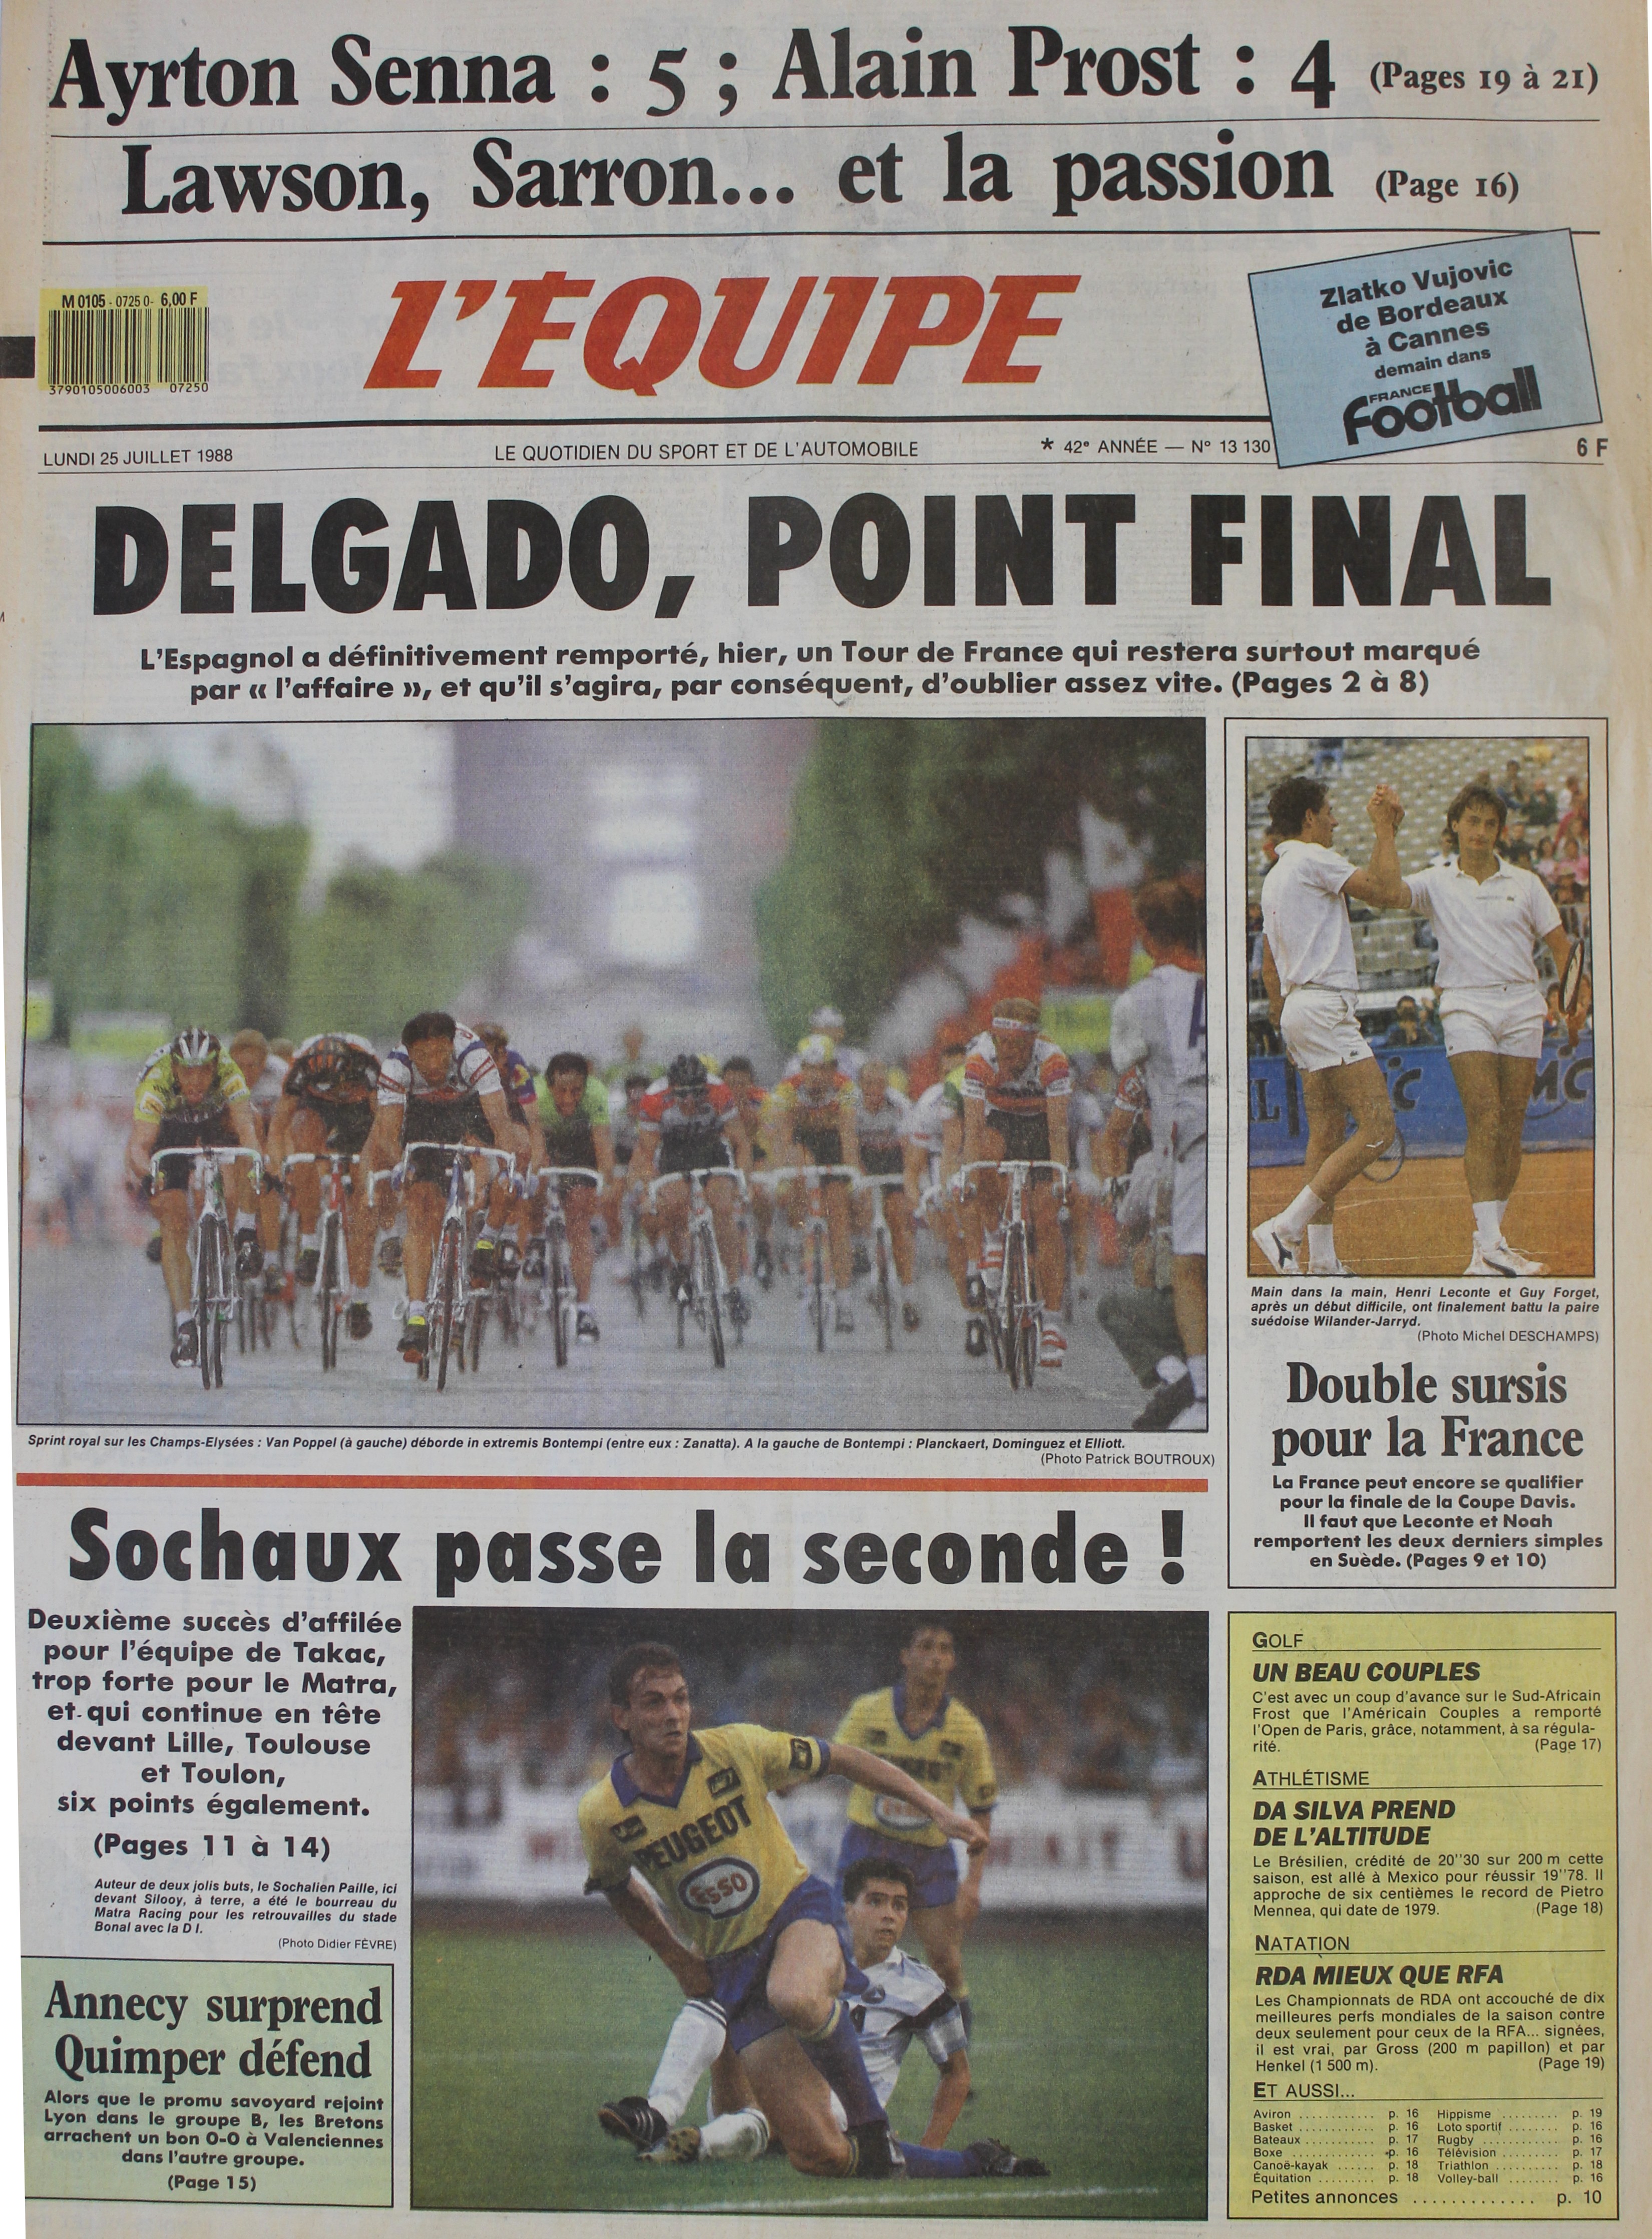 Ayrton Senna : 5 ; Alain Prost : 4 (Pages 19 à 21)
Lawson, Sarron... et la passion (Page 16)
M 0105 - 0725 0- 6,00 F
3790105006003 07250
L'ÉQUIPE
Zlatko Vujovic
de Bordeaux
à Cannes
demain dans
FRANCE
Football
LUNDI 25 JUILLET 1988 LE QUOTIDIEN DU SPORT ET DE L'AUTOMOBILE * 42e ANNÉE — N° 13 130 6 F
DELGADO, POINT FINAL
L'Espagnol a définitivement remporté, hier, un Tour de France qui restera surtout marqué
par « l'affaire », et qu'il s'agira, par conséquent, d'oublier assez vite. (Pages 2 à 8)
Sprint royal sur les Champs-Elysées : Van Poppel (à gauche) déborde in extremis Bontempi (entre eux : Zanatta). A la gauche de Bontempi : Planckaert, Dominguez et Elliott.
(Photo Patrick BOUTROUX)
Main dans la main, Henri Leconte et Guy Forget,
après un début difficile, ont finalement battu la paire
suédoise Wilander-Jarryd.
(Photo Michel DESCHAMPS)
Double sursis
pour la France
La France peut encore se qualifier
pour la finale de la Coupe Davis.
Il faut que Leconte et Noah
remportent les deux derniers simples
en Suède. (Pages 9 et 10)
Sochaux passe la seconde !
Deuxième succès d'affilée
pour l'équipe de Takac,
trop forte pour le Matra,
et qui continue en tête
devant Lille, Toulouse
et Toulon,
six points également.
(Pages 11 à 14)
Auteur de deux jolis buts, le Sochalien Paille, ici
devant Silooy, à terre, a été le bourreau du
Matra Racing pour les retrouvailles du stade
Bonal avec la D I.
(Photo Didier FÈVRE)
PEUGEOT
ESSO
Annecy surprend
Quimper défend
Alors que le promu savoyard rejoint
Lyon dans le groupe B, les Bretons
arrachent un bon 0-0 à Valenciennes
dans l'autre groupe.
(Page 15)
GOLF
UN BEAU COUPLES
C'est avec un coup d'avance sur le Sud-Africain
Frost que l'Américain Couples a remporté
l'Open de Paris, grâce, notamment, à sa régula-
rité. (Page 17)
ATHLÉTISME
DA SILVA PREND
DE L'ALTITUDE
Le Brésilien, crédité de 20''30 sur 200 m cette
saison, est allé à Mexico pour réussir 19''78. Il
approche de six centièmes le record de Pietro
Mennea, qui date de 1979. (Page 18)
NATATION
RDA MIEUX QUE RFA
Les Championnats de RDA ont accouché de dix
meilleures perfs mondiales de la saison contre
deux seulement pour ceux de la RFA... signées,
il est vrai, par Gross (200 m papillon) et par
Henkel (1 500 m). (Page 19)
ET AUSSI...
Aviron ............ p. 16 Hippisme ......... p. 19
Basket ............ p. 16 Loto sportif ........ p. 16
Bateaux ........... p. 17 Rugby ............ p. 16
Boxe .............. p. 16 Télévision ......... p. 17
Canoë-kayak ...... p. 18 Triathlon .......... p. 18
Équitation ......... p. 18 Volley-ball ........ p. 16
Petites annonces ............. p. 10